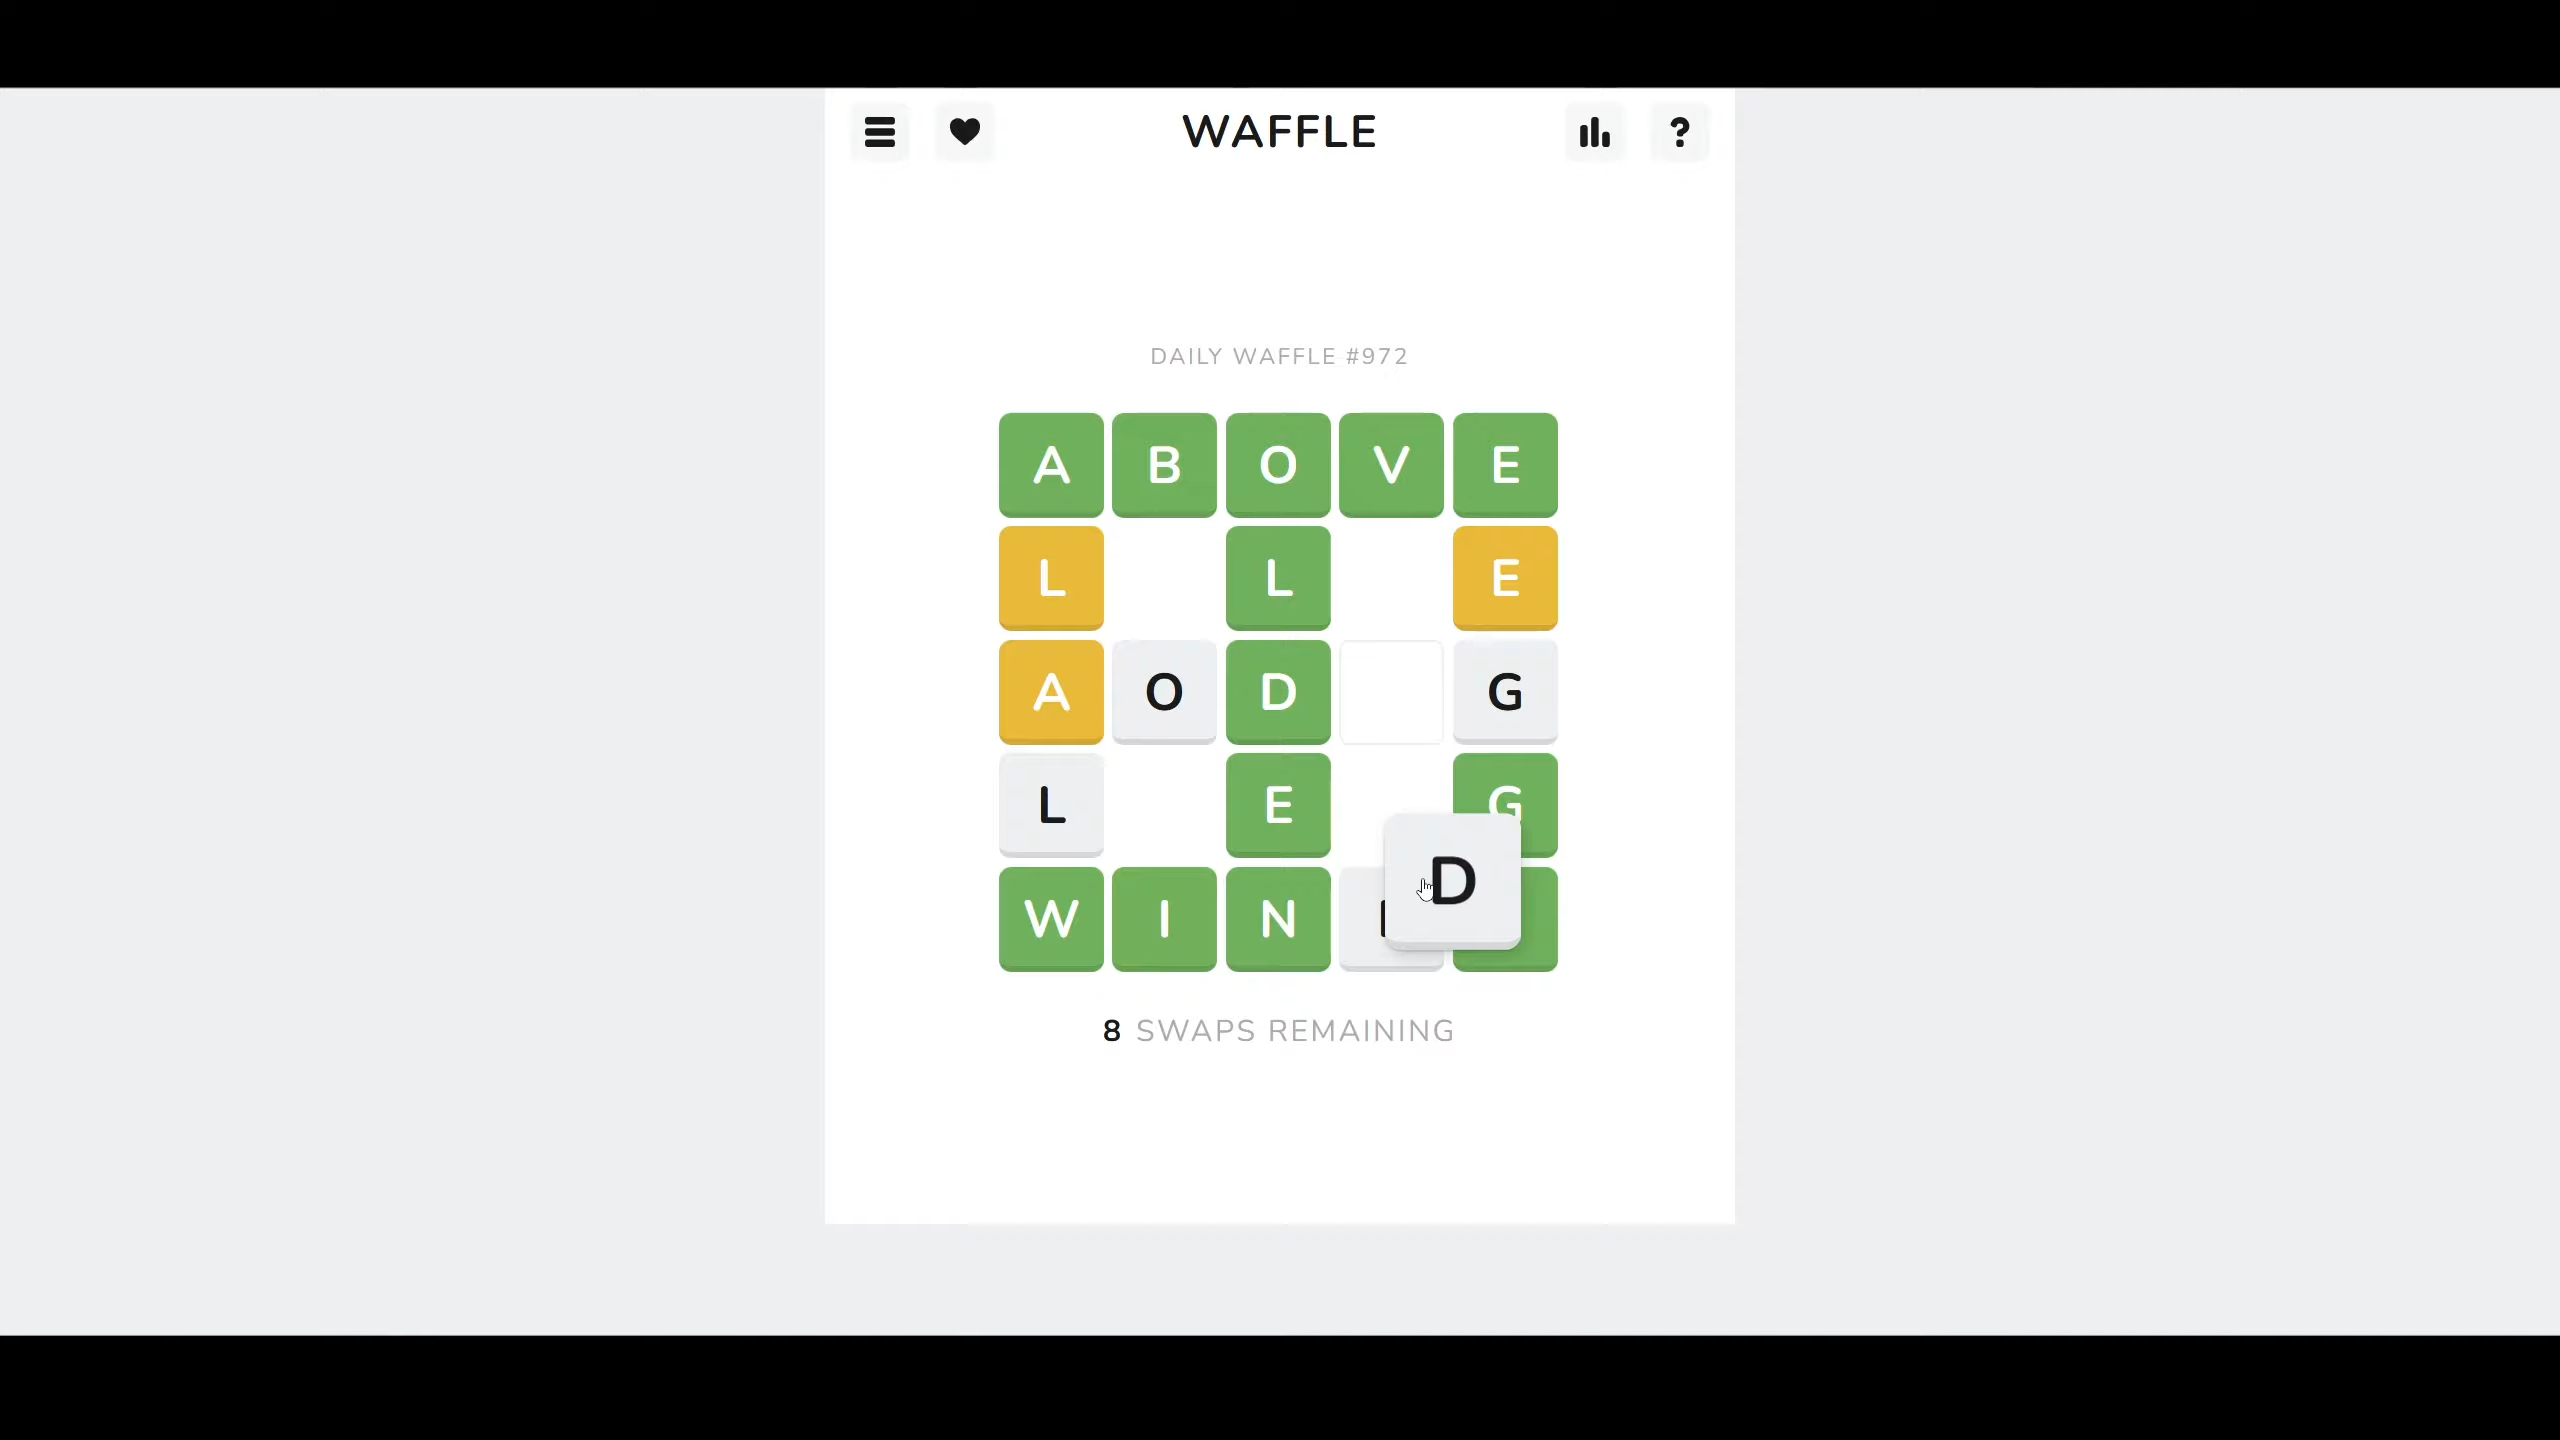 WAFFLE
?
DAILY WAFFLE #972
A B O V E
L L E
A O D G
L E G
W I N D
8 SWAPS REMAINING